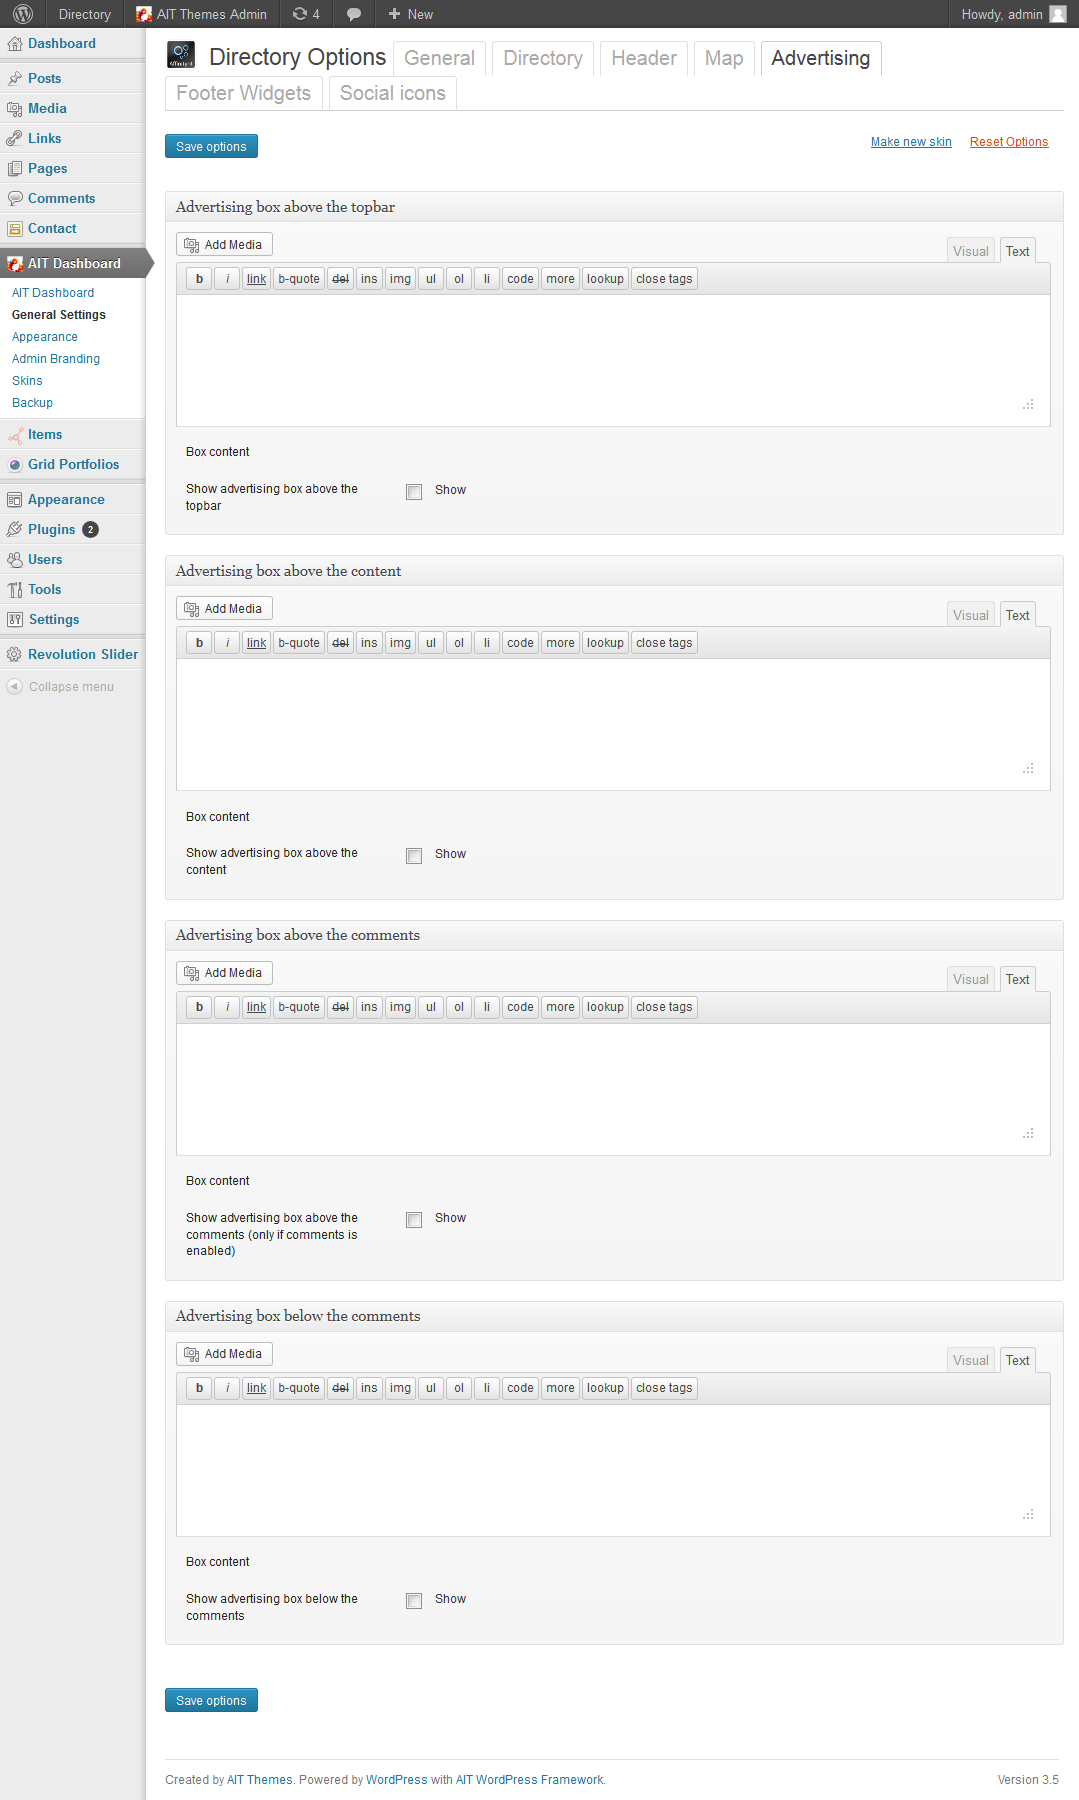 Directory AIT Themes Admin 4 New Howdy, admin
Dashboard
Posts
Media
Links
Pages
Comments
Contact
AIT Dashboard
AIT Dashboard
General Settings
Appearance
Admin Branding
Skins
Backup
Items
Grid Portfolios
Appearance
Plugins 2
Users
Tools
Settings
Revolution Slider
Collapse menu
Directory Options General Directory Header Map Advertising
Footer Widgets Social icons
Save options Make new skin Reset Options
Advertising box above the topbar
Add Media Visual Text
b i link b-quote del ins img ul ol li code more lookup close tags
Box content
Show advertising box above the Show
topbar
Advertising box above the content
Add Media Visual Text
b i link b-quote del ins img ul ol li code more lookup close tags
Box content
Show advertising box above the Show
content
Advertising box above the comments
Add Media Visual Text
b i link b-quote del ins img ul ol li code more lookup close tags
Box content
Show advertising box above the Show
comments (only if comments is
enabled)
Advertising box below the comments
Add Media Visual Text
b i link b-quote del ins img ul ol li code more lookup close tags
Box content
Show advertising box below the Show
comments
Save options
Created by AIT Themes. Powered by WordPress with AIT WordPress Framework. Version 3.5